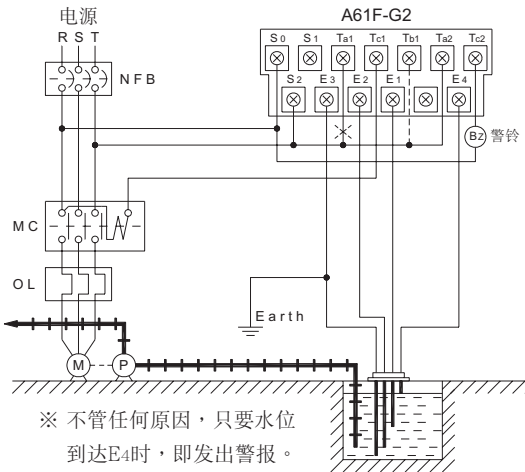 电源
A61F-G2
R S T
S0 S1 Ta1 Tc1 Tb1 Ta2 Tc2
NFB
S2 E3 E2 E1 E4
Bz 警铃
MC
OL
Earth
M P
※ 不管任何原因，只要水位
到达E4时，即发出警报。